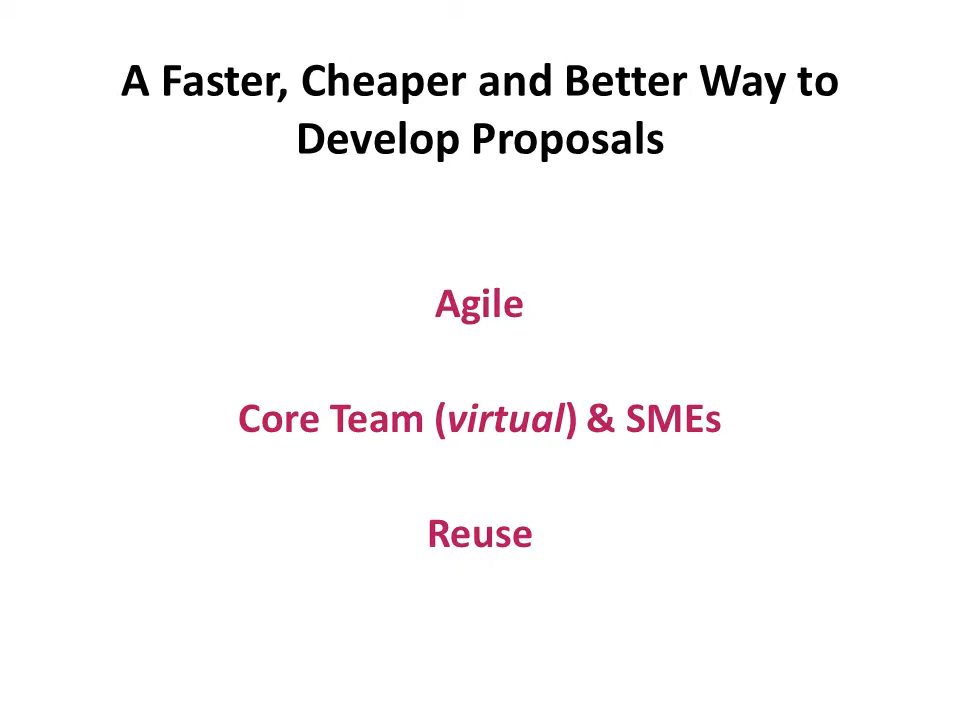 A Faster, Cheaper and Better Way to
Develop Proposals
Agile
Core Team (virtual) & SMEs
Reuse